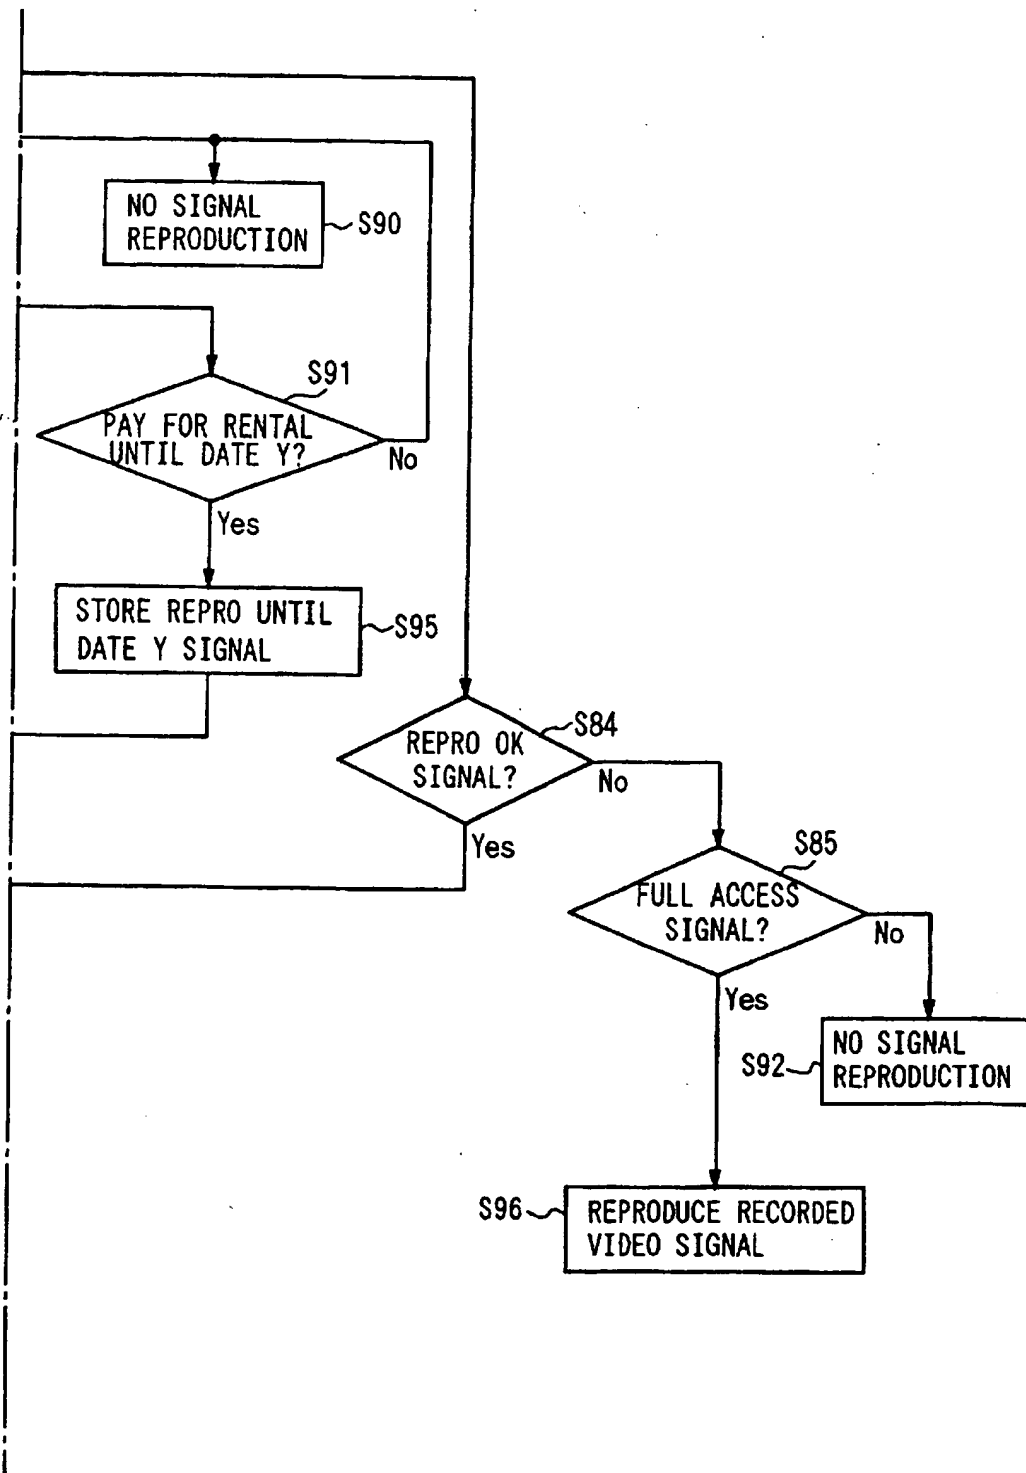 NO SIGNAL
REPRODUCTION
S90
S91
PAY FOR RENTAL
UNTIL DATE Y?
No
Yes
STORE REPRO UNTIL
DATE Y SIGNAL
S95
S84
REPRO OK
SIGNAL?
No
Yes
S85
FULL ACCESS
SIGNAL?
No
Yes
S92
NO SIGNAL
REPRODUCTION
S96
REPRODUCE RECORDED
VIDEO SIGNAL